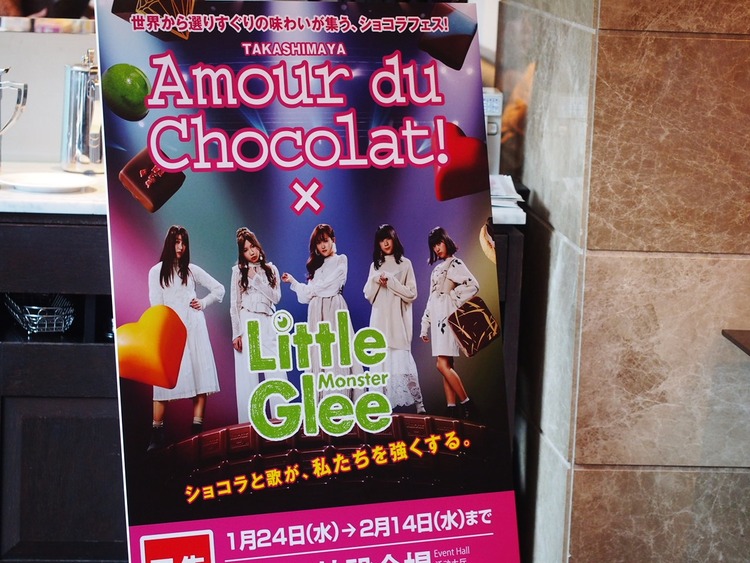 世界から選りすぐりの味わいが集う、ショコラフェス!
TAKASHIMAYA
Amour du
Chocolat!
×
Little
Glee
Monster
ショコラと歌が、私たちを強くする。
1月24日(水)→2月14日(水)まで
Event Hall